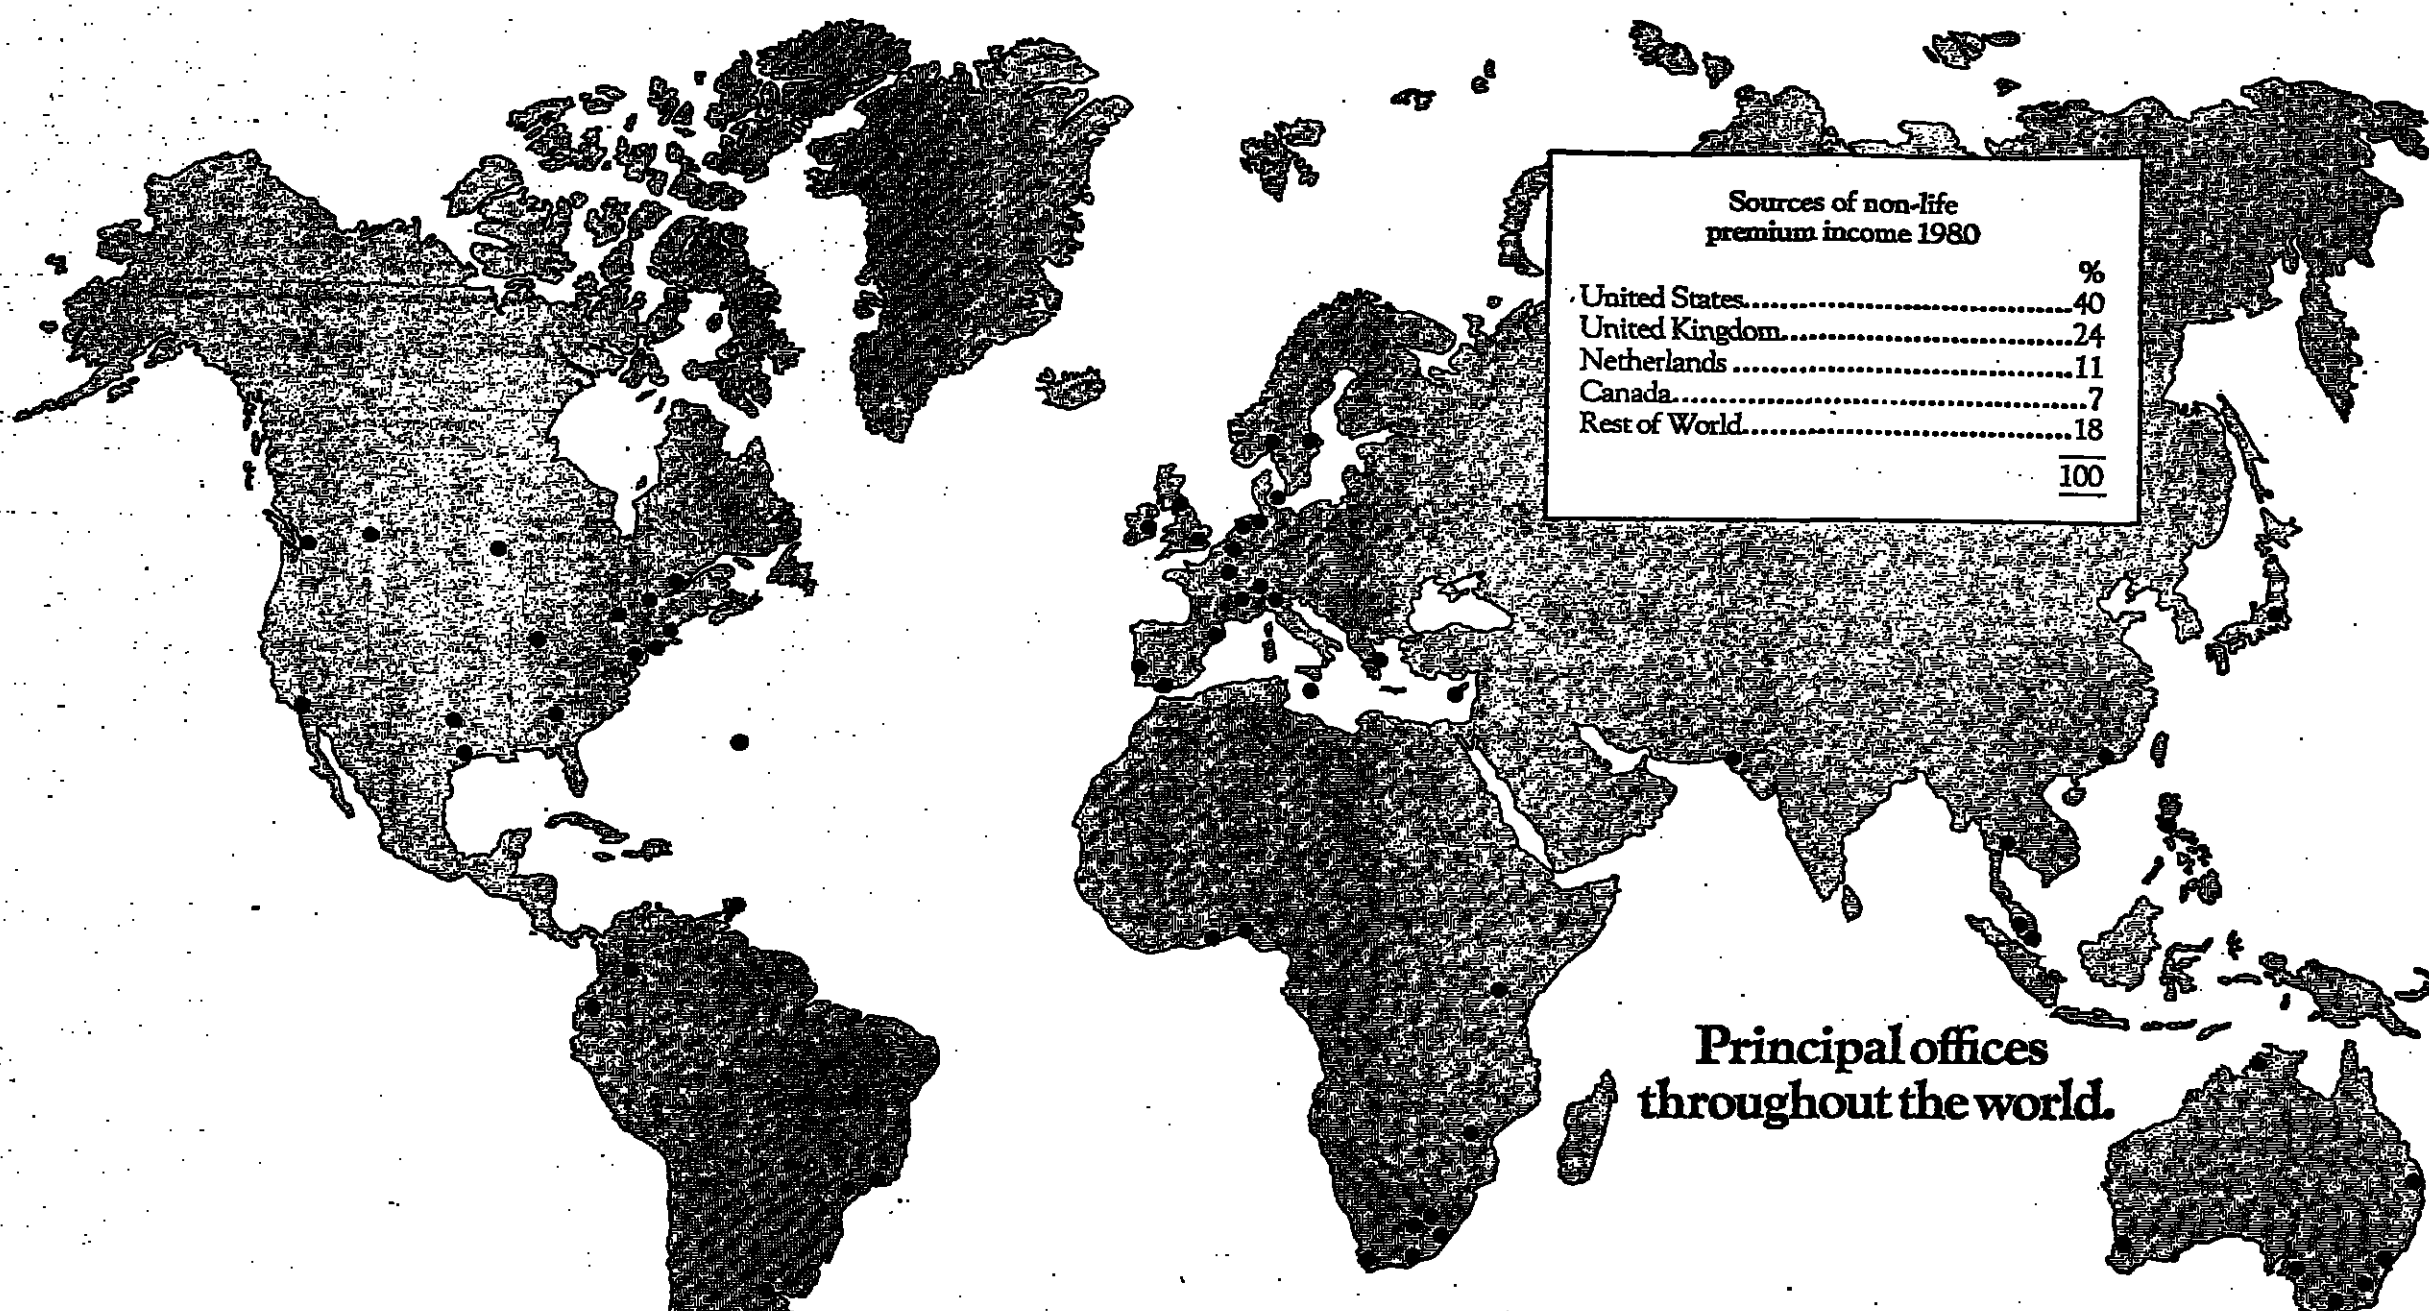 Sources of non-life
premium income 1980
%
United States 40
United Kingdom 24
Netherlands 11
Canada 7
Rest of World 18
100
Principal offices
throughout the world.